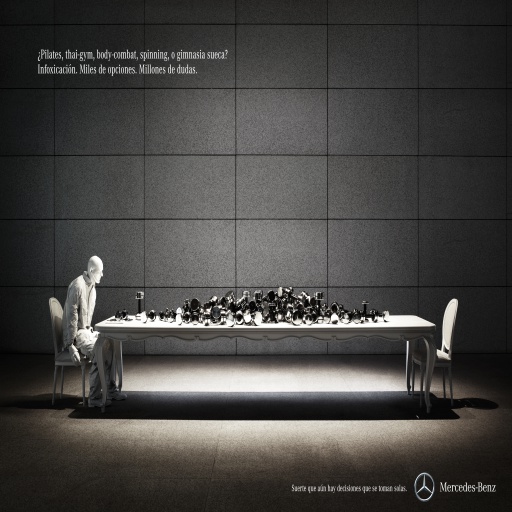 ¿Pilates, thai-gym, body-combat, spinning, o gimnasia sueca?
Infoxicación. Miles de opciones. Millones de dudas.
Suerte que aún hay decisiones que se toman solas.
Mercedes-Benz